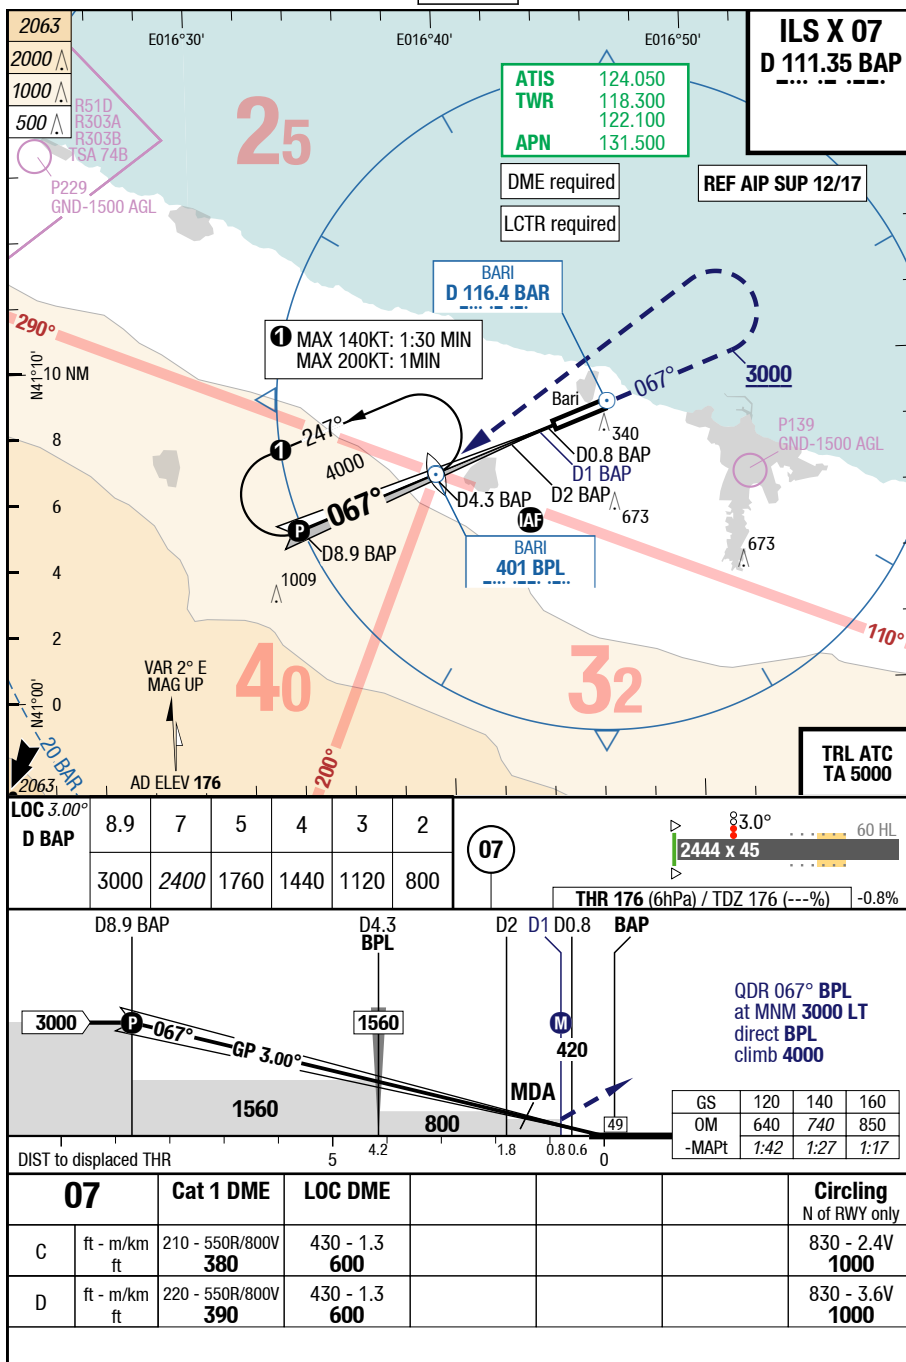 2063
2000
1000
500
E016°30'
E016°40'
E016°50'
ILS X 07
D 111.35 BAP
ATIS 124.050
TWR 118.300
122.100
APN 131.500
R51D
R303A
R303B
TSA 74B
P229
GND-1500 AGL
25
DME required
LCTR required
REF AIP SUP 12/17
BARI
D 116.4 BAR
290°
1 MAX 140KT: 1:30 MIN
MAX 200KT: 1MIN
N41°10'
10 NM
8
6
4
2
0
N41°00'
067°
3000
Bari
340
P139
GND-1500 AGL
247°
1
4000
D0.8 BAP
D1 BAP
D2 BAP
D4.3 BAP
067°
P
D8.9 BAP
IAF
673
673
BARI
401 BPL
1009
110°
40
32
VAR 2° E
MAG UP
200°
20 BAR
2063
AD ELEV 176
TRL ATC
TA 5000
LOC 3.00°
D BAP
8.9 7 5 4 3 2
3000 2400 1760 1440 1120 800
07
3.0°
60 HL
2444 x 45
THR 176 (6hPa) / TDZ 176 (---%) -0.8%
D8.9 BAP D4.3 D2 D1 D0.8 BAP
BPL
3000
P
067°
GP 3.00°
1560
M
420
QDR 067° BPL
at MNM 3000 LT
direct BPL
climb 4000
1560
800
MDA
49
GS 120 140 160
OM 640 740 850
-MAPt 1:42 1:27 1:17
DIST to displaced THR 5 4.2 1.8 0.8 0.6 0
07 Cat 1 DME LOC DME Circling
N of RWY only
C ft - m/km 210 - 550R/800V 430 - 1.3 830 - 2.4V
ft 380 600 1000
D ft - m/km 220 - 550R/800V 430 - 1.3 830 - 3.6V
ft 390 600 1000